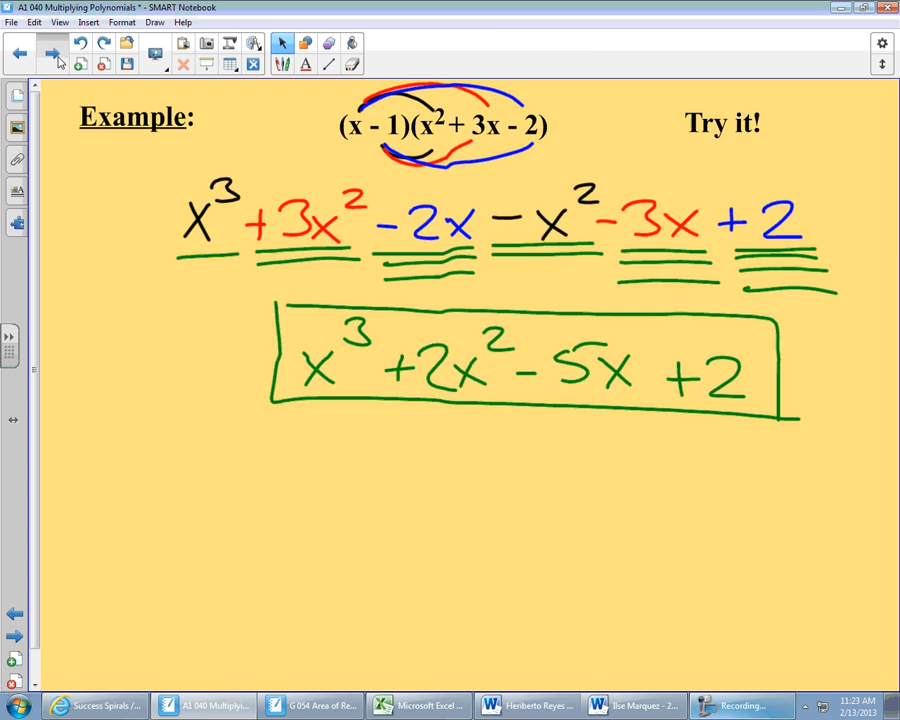 A1 040 Multiplying Polynomials * - SMART Notebook
File Edit View Insert Format Draw Help
Example: (x - 1)(x² + 3x - 2) Try it!
x³ +3x² -2x -x² -3x +2
x³ +2x² -5x +2
Success Spirals /... A1 040 Multiplyi... G 054 Area of Re... Microsoft Excel ... Heriberto Reyes ... Ilse Marquez - 2... Recording... 11:23 AM
2/13/2013